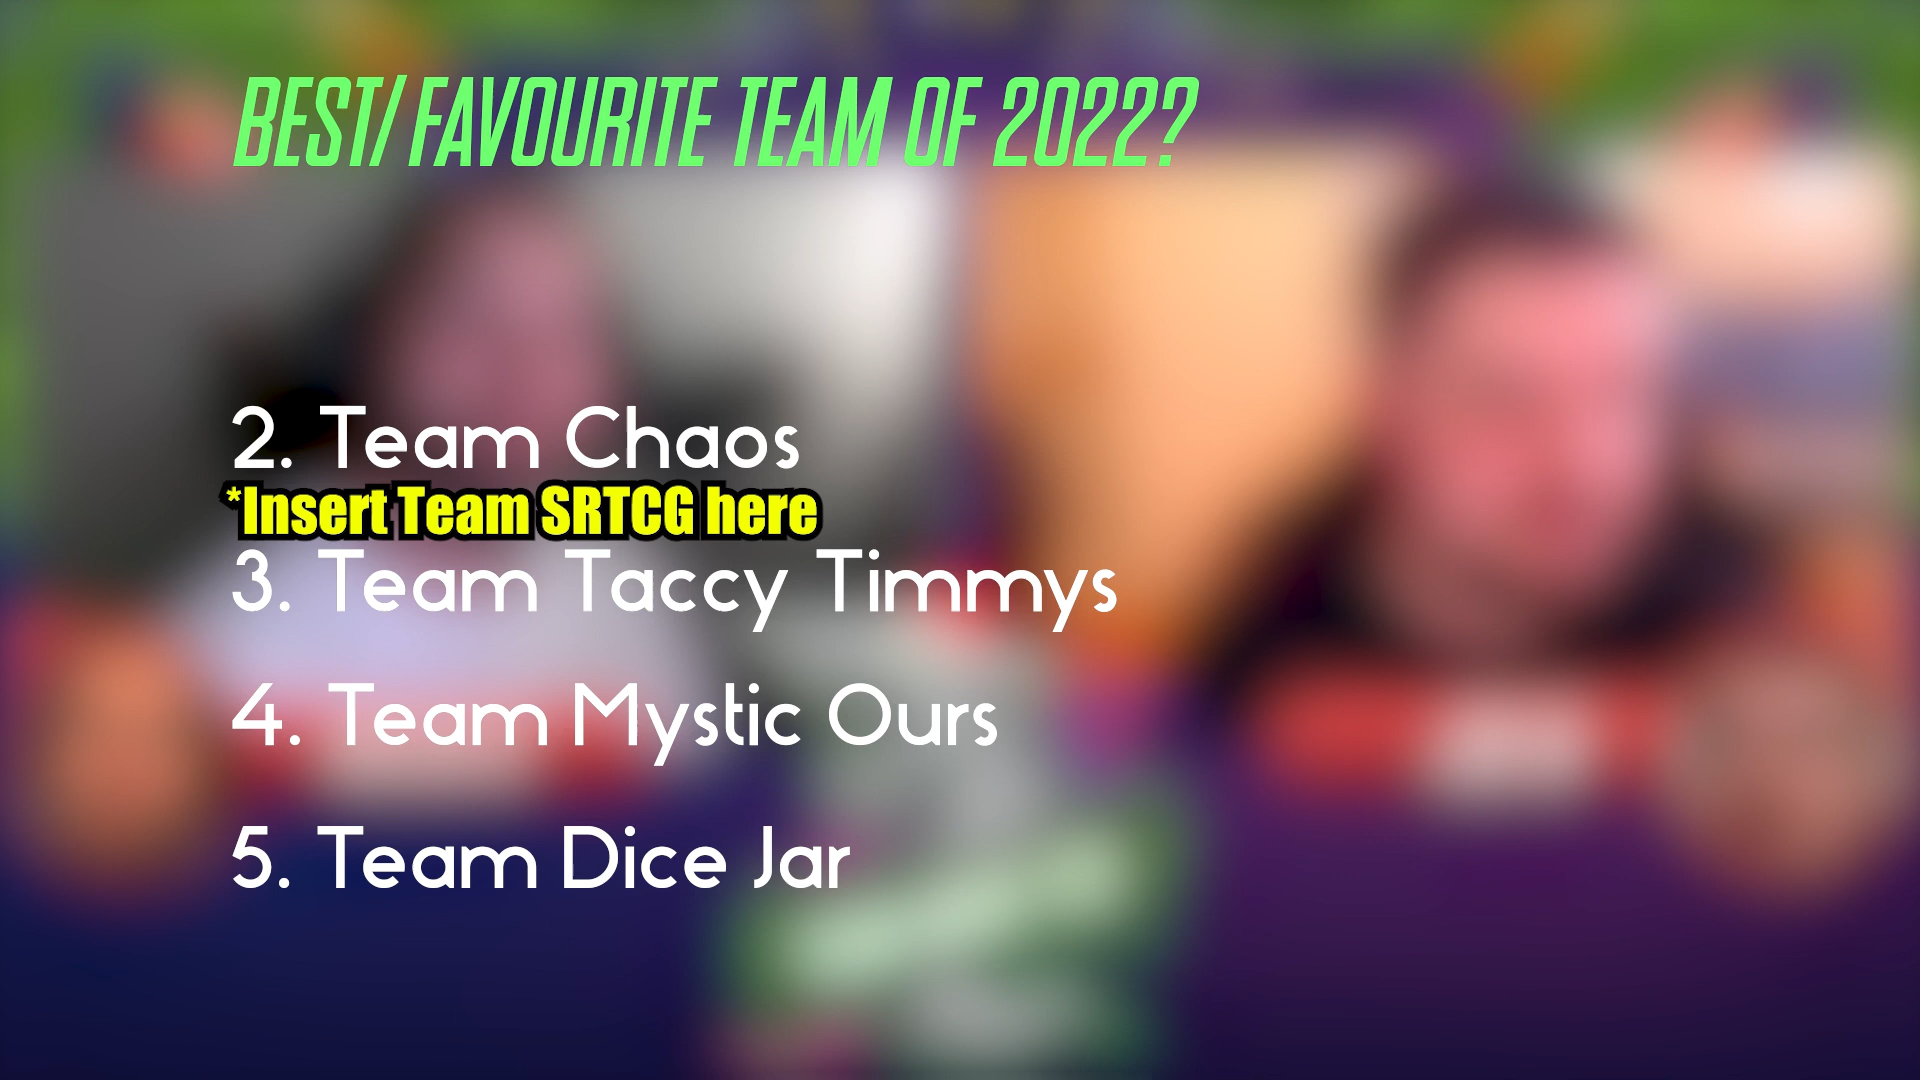 BEST/FAVOURITE TEAM OF 2022?
2. Team Chaos
*Insert Team SRTCG here
3. Team Taccy Timmys
4. Team Mystic Ours
5. Team Dice Jar